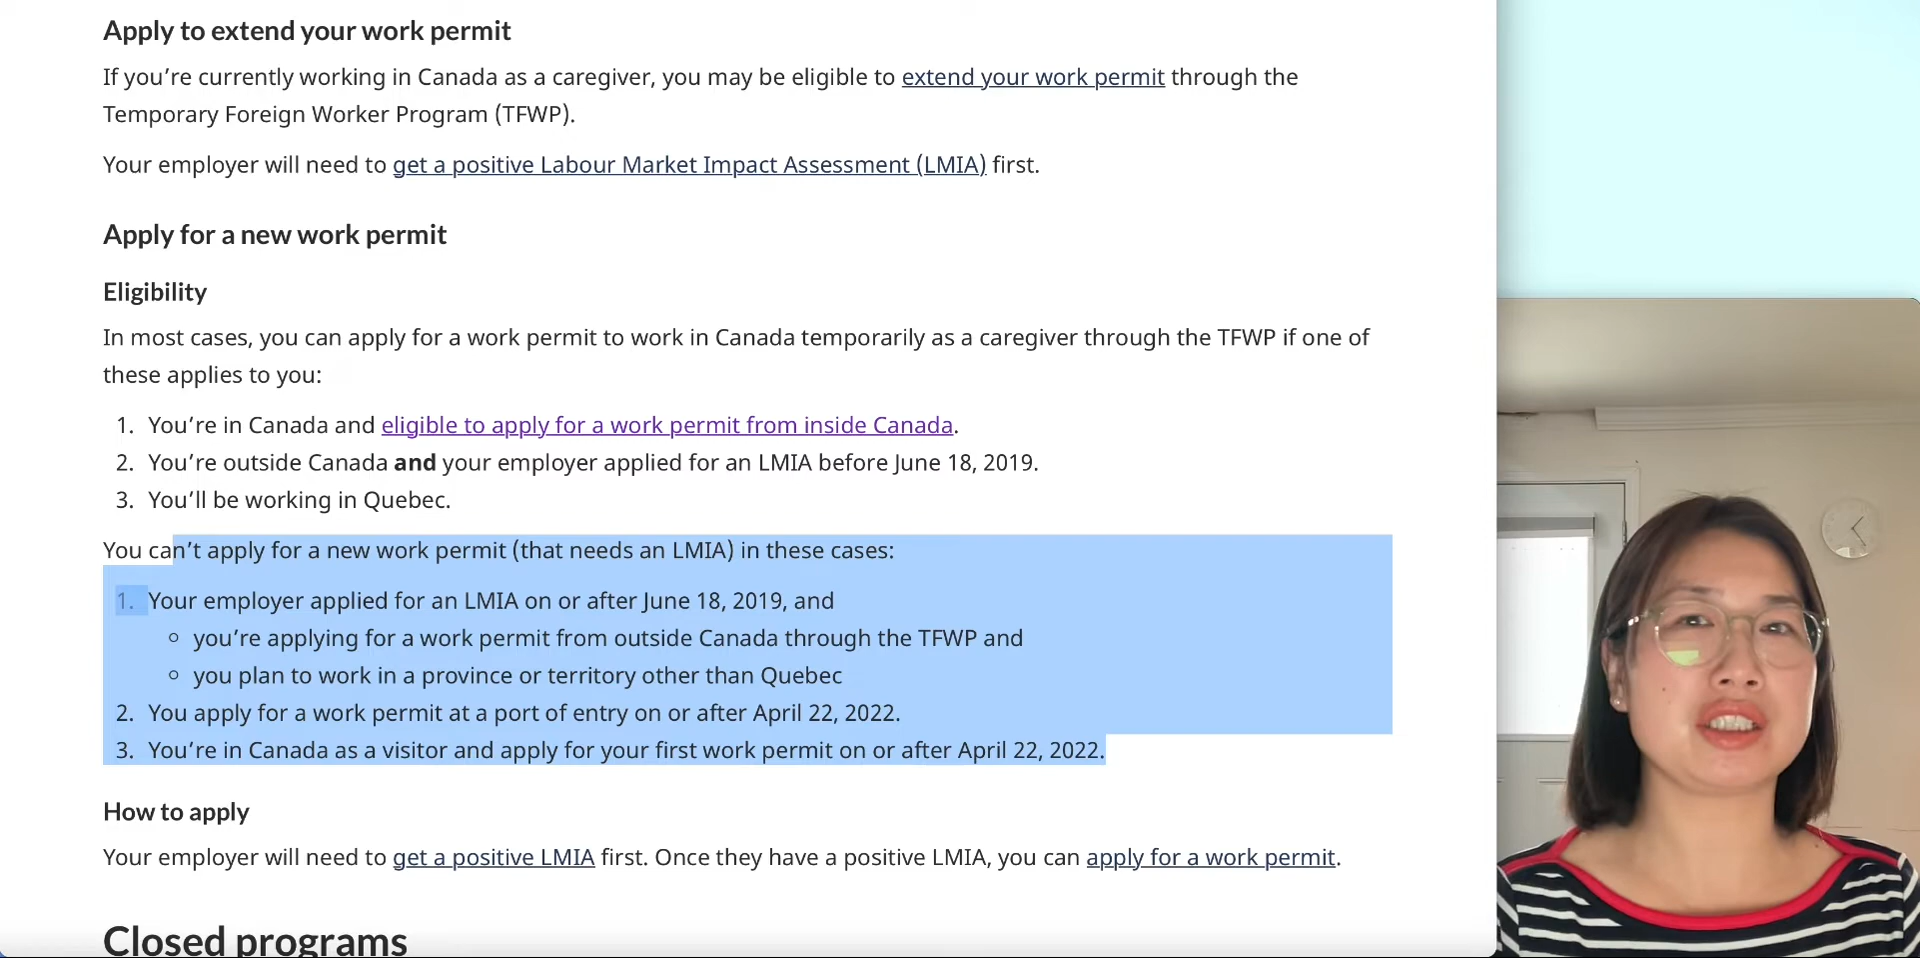 Apply to extend your work permit
If you’re currently working in Canada as a caregiver, you may be eligible to extend your work permit through the
Temporary Foreign Worker Program (TFWP).
Your employer will need to get a positive Labour Market Impact Assessment (LMIA) first.
Apply for a new work permit
Eligibility
In most cases, you can apply for a work permit to work in Canada temporarily as a caregiver through the TFWP if one of
these applies to you:
1. You’re in Canada and eligible to apply for a work permit from inside Canada.
2. You’re outside Canada and your employer applied for an LMIA before June 18, 2019.
3. You’ll be working in Quebec.
You can’t apply for a new work permit (that needs an LMIA) in these cases:
1. Your employer applied for an LMIA on or after June 18, 2019, and
◦ you’re applying for a work permit from outside Canada through the TFWP and
◦ you plan to work in a province or territory other than Quebec
2. You apply for a work permit at a port of entry on or after April 22, 2022.
3. You’re in Canada as a visitor and apply for your first work permit on or after April 22, 2022.
How to apply
Your employer will need to get a positive LMIA first. Once they have a positive LMIA, you can apply for a work permit.
Closed programs